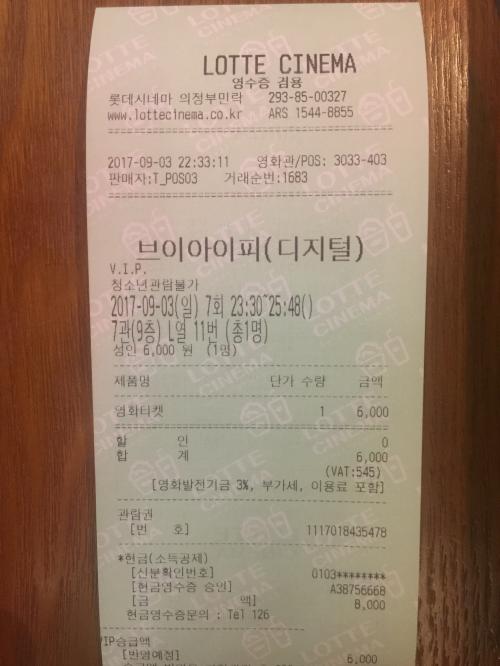 LOTTE CINEMA
영수증 겸용
롯데시네마 의정부민락 293-85-00327
www.lottecinema.co.kr ARS 1544-8855
2017-09-03 22:33:11 영화관/POS: 3033-403
판매자:T_POS03 거래순번:1683
브이아이피(디지털)
V.I.P.
청소년관람불가
2017-09-03(일) 7회 23:30~25:48()
7관(9층) L열 11번 (총1명)
성인 6,000 원 (1명)
제품명 단가 수량 금액
영화티켓 1 6,000
할 인 0
합 계 6,000
(VAT:545)
[영화발전기금 3%, 부가세, 이용료 포함]
관람권
[번 호] 1117018435478
*현금(소득공제)
[신분확인번호] 0103********
[현금영수증 승인] A38756668
[금 액] 8,000
현금영수증문의 : Tel 126
VIP승급액
[반영예정] 6,000